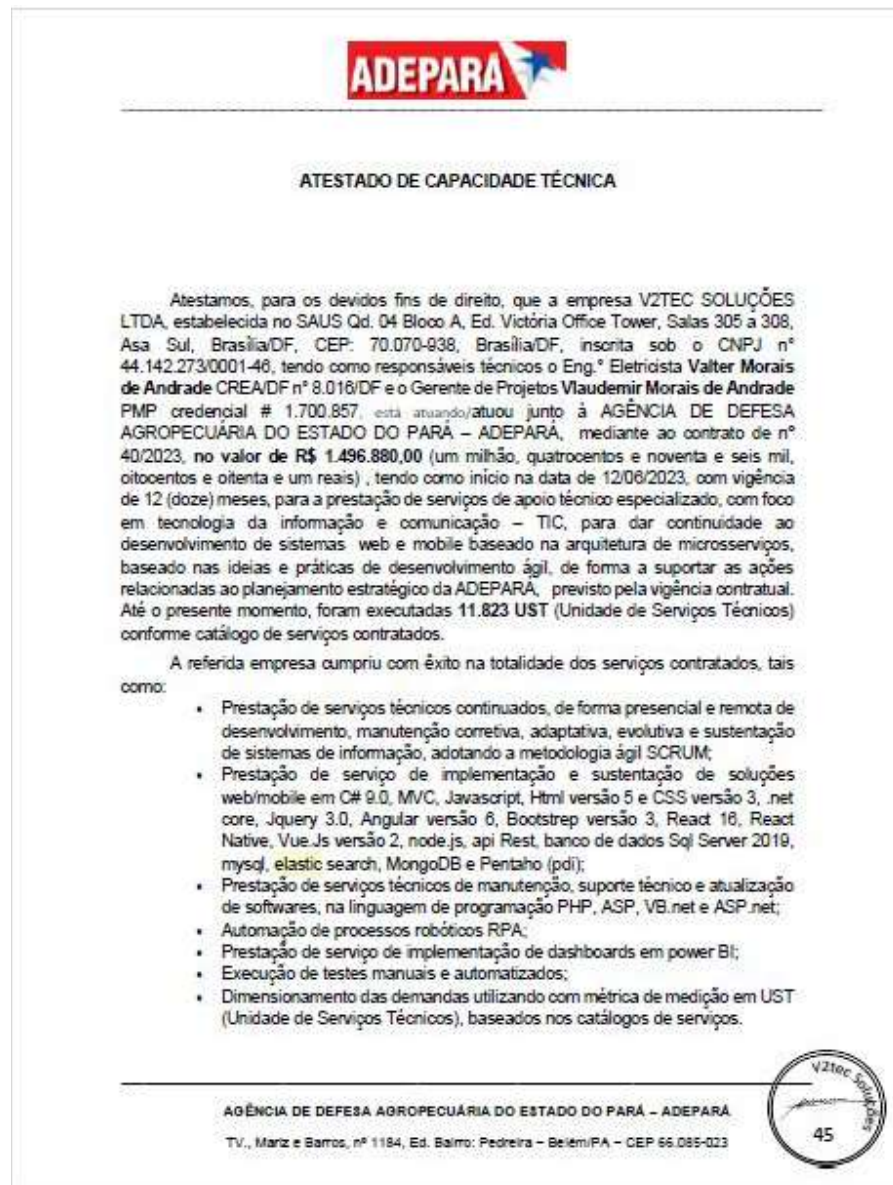 ADEPARÁ
ATESTADO DE CAPACIDADE TÉCNICA
Atestamos, para os devidos fins de direito, que a empresa V2TEC SOLUÇÕES
LTDA, estabelecida no SAUS Qd. 04 Bloco A, Ed. Victória Office Tower, Salas 305 a 308,
Asa Sul, Brasília/DF, CEP: 70.070-938, Brasília/DF, inscrita sob o CNPJ nº
44.142.273/0001-46, tendo como responsáveis técnicos o Eng.º Eletricista Valter Morais
de Andrade CREA/DF nº 8.016/DF e o Gerente de Projetos Vlaudemir Morais de Andrade
PMP credencial # 1.700.857, está atuando/atuou junto à AGÊNCIA DE DEFESA
AGROPECUÁRIA DO ESTADO DO PARÁ – ADEPARÁ, mediante ao contrato de nº
40/2023, no valor de R$ 1.496.880,00 (um milhão, quatrocentos e noventa e seis mil,
oitocentos e oitenta e um reais) , tendo como início na data de 12/06/2023, com vigência
de 12 (doze) meses, para a prestação de serviços de apoio técnico especializado, com foco
em tecnologia da informação e comunicação – TIC, para dar continuidade ao
desenvolvimento de sistemas web e mobile baseado na arquitetura de microsserviços,
baseado nas ideias e práticas de desenvolvimento ágil, de forma a suportar as ações
relacionadas ao planejamento estratégico da ADEPARÁ, previsto pela vigência contratual.
Até o presente momento, foram executadas 11.823 UST (Unidade de Serviços Técnicos)
conforme catálogo de serviços contratados.
A referida empresa cumpriu com êxito na totalidade dos serviços contratados, tais
como:
• Prestação de serviços técnicos continuados, de forma presencial e remota de
desenvolvimento, manutenção corretiva, adaptativa, evolutiva e sustentação
de sistemas de informação, adotando a metodologia ágil SCRUM;
• Prestação de serviço de implementação e sustentação de soluções
web/mobile em C# 9.0, MVC, Javascript, Html versão 5 e CSS versão 3, .net
core, Jquery 3.0, Angular versão 6, Bootstrep versão 3, React 16, React
Native, Vue.Js versão 2, node.js, api Rest, banco de dados Sql Server 2019,
mysql, elastic search, MongoDB e Pentaho (pdi);
• Prestação de serviços técnicos de manutenção, suporte técnico e atualização
de softwares, na linguagem de programação PHP, ASP, VB.net e ASP.net;
• Automação de processos robóticos RPA;
• Prestação de serviço de implementação de dashboards em power BI;
• Execução de testes manuais e automatizados;
• Dimensionamento das demandas utilizando com métrica de medição em UST
(Unidade de Serviços Técnicos), baseados nos catálogos de serviços.
AGÊNCIA DE DEFESA AGROPECUÁRIA DO ESTADO DO PARÁ – ADEPARÁ
TV., Mariz e Barros, nº 1184, Ed. Bairro: Pedreira – Belém/PA – CEP 66.085-023
V2tec Soluções
45